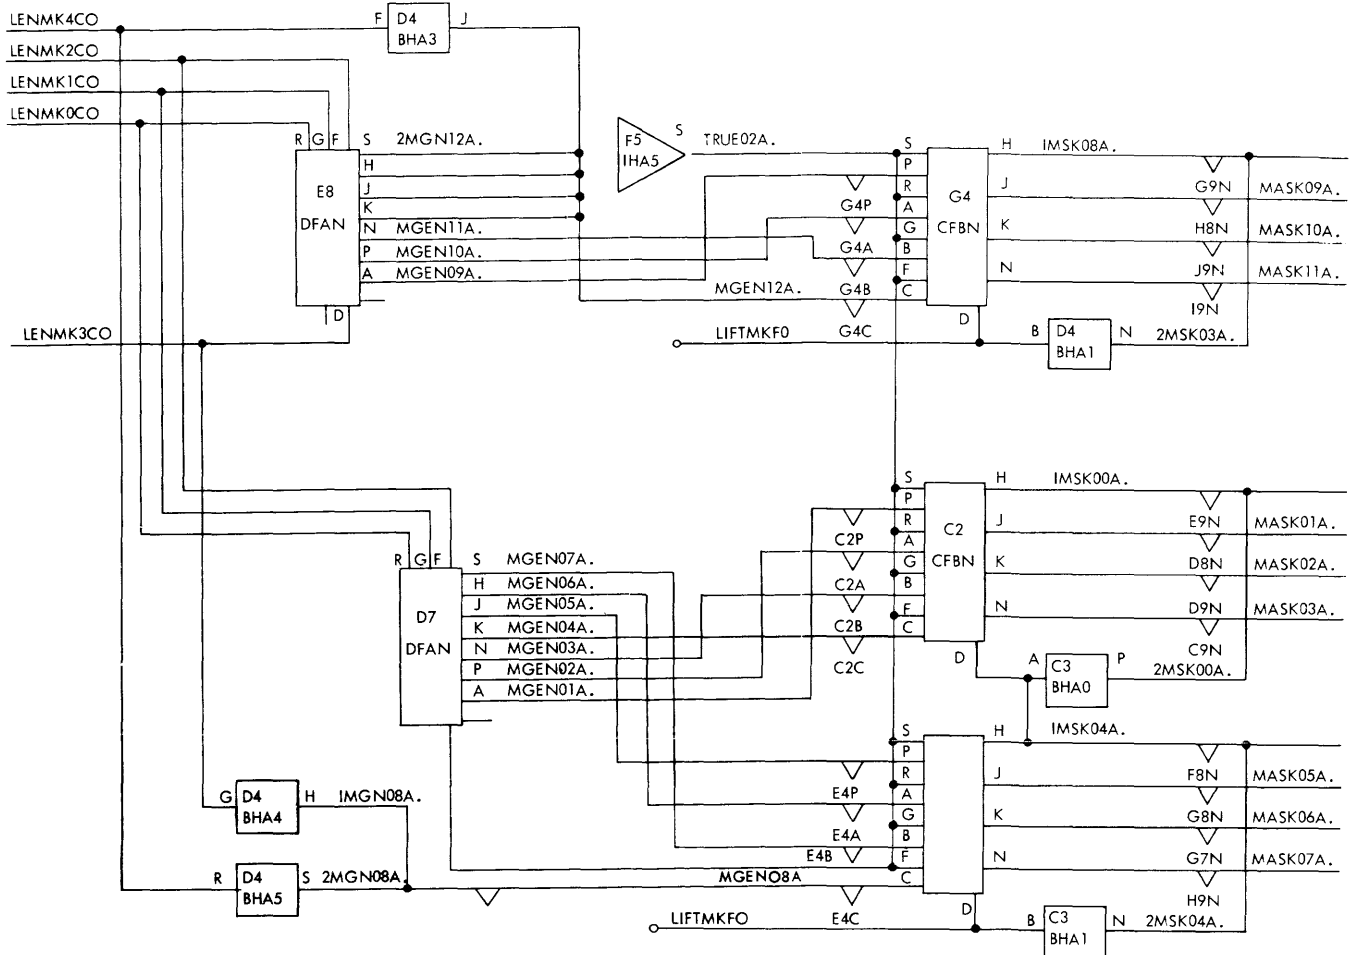 LENMK4CO F D4 J
BHA3
LENMK2CO
LENMK1CO
LENMK0CO
R G F S 2MGN12A. F5 S TRUE02A. S H IMSK08A.
IHA5
H P
E8 J R G4 J G9N MASK09A.
DFAN K G4P A CFBN
N MGEN11A. G K H8N MASK10A.
P MGEN10A. G4A B
A MGEN09A. F N J9N MASK11A.
MGEN12A. G4B C I9N
D D
LENMK3CO LIFTMKF0 G4C B D4 N 2MSK03A.
BHA1
S H IMSK00A.
P
R C2 J E9N MASK01A.
C2P A CFBN
R G F S MGEN07A. G K D8N MASK02A.
H MGEN06A. C2A B
D7 J MGEN05A. F N D9N MASK03A.
DFAN K MGEN04A. C2B C
N MGEN03A. C9N
P MGEN02A. C2C D A C3 P 2MSK00A.
BHA0
A MGEN01A.
S H IMSK04A.
P
R J F8N MASK05A.
G D4 H IMGN08A. E4P A
BHA4
G K G8N MASK06A.
E4A B
E4B F N G7N MASK07A.
R D4 S 2MGN08A. MGENO8A C
BHA5
H9N
LIFTMKFO E4C D B C3 N 2MSK04A.
BHA1